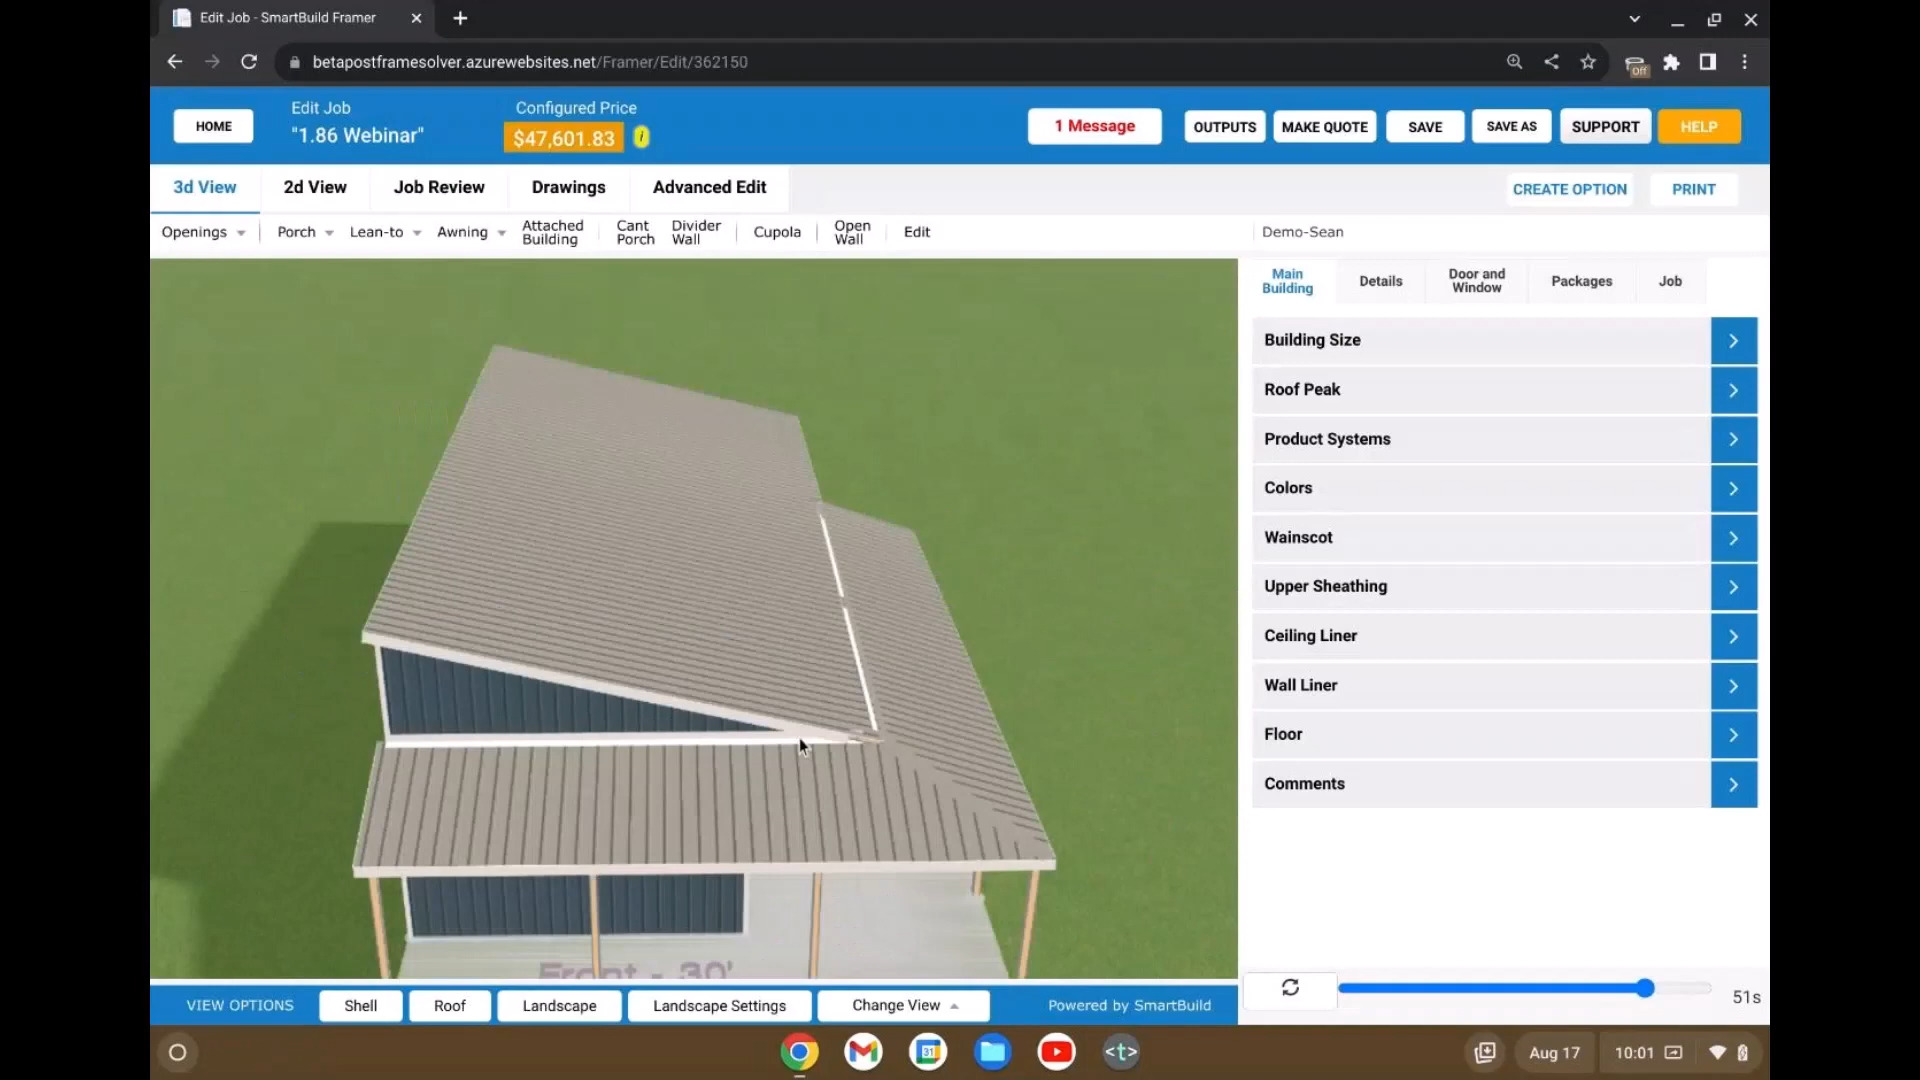 Edit Job - SmartBuild Framer
betapostframesolver.azurewebsites.net/Framer/Edit/362150
Off
HOME
Edit Job
"1.86 Webinar"
Configured Price
$47,601.83
i
1 Message
OUTPUTS
MAKE QUOTE
SAVE
SAVE AS
SUPPORT
HELP
3d View
2d View
Job Review
Drawings
Advanced Edit
CREATE OPTION
PRINT
Openings
Porch
Lean-to
Awning
Attached
Building
Cant
Porch
Divider
Wall
Cupola
Open
Wall
Edit
Demo-Sean
Main
Building
Details
Door and
Window
Packages
Job
Building Size
Roof Peak
Product Systems
Colors
Wainscot
Upper Sheathing
Ceiling Liner
Wall Liner
Floor
Comments
Front - 30'
VIEW OPTIONS
Shell
Roof
Landscape
Landscape Settings
Change View
Powered by SmartBuild
51s
31
<t>
Aug 17
10:01